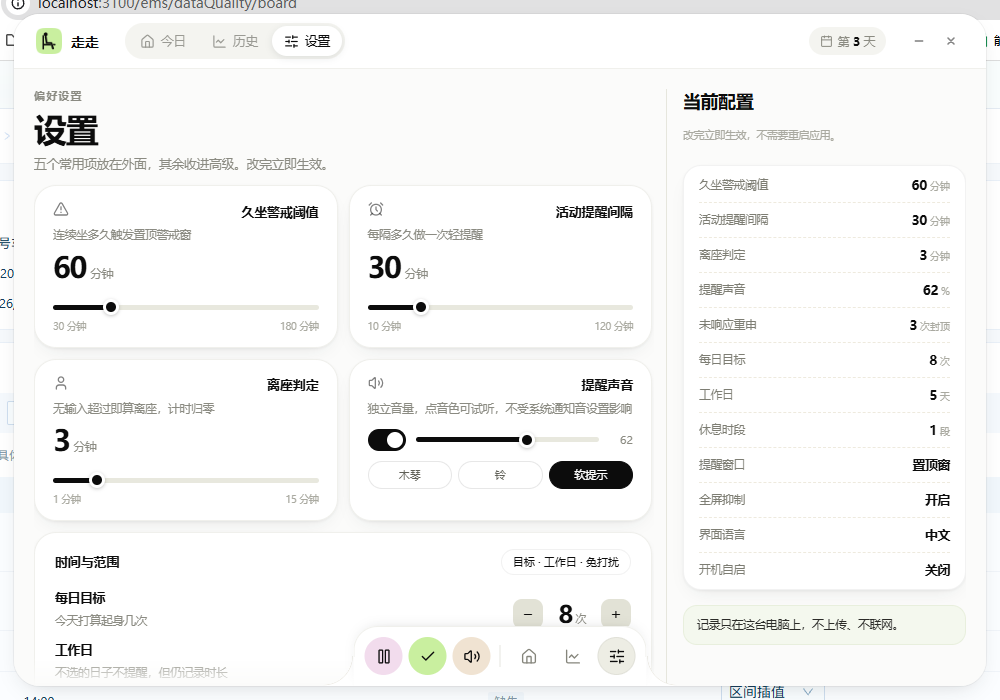 localhost:3100/ems/dataQuality/board
走走
今日
历史
设置
第 3 天
偏好设置
设置
五个常用项放在外面，其余收进高级。改完立即生效。
久坐警戒阈值
连续坐多久触发置顶警戒窗
60 分钟
30 分钟
180 分钟
活动提醒间隔
每隔多久做一次轻提醒
30 分钟
10 分钟
120 分钟
离座判定
无输入超过即算离座，计时归零
3 分钟
1 分钟
15 分钟
提醒声音
独立音量，点音色可试听，不受系统通知音设置影响
62
木琴
铃
软提示
时间与范围
目标 · 工作日 · 免打扰
每日目标
今天打算起身几次
− 8 次 +
工作日
不选的日子不提醒，但仍记录时长
当前配置
改完立即生效，不需要重启应用。
久坐警戒阈值 60 分钟
活动提醒间隔 30 分钟
离座判定 3 分钟
提醒声音 62 %
未响应重申 3 次封顶
每日目标 8 次
工作日 5 天
休息时段 1 段
提醒窗口 置顶窗
全屏抑制 开启
界面语言 中文
开机自启 关闭
记录只在这台电脑上，不上传、不联网。
区间插值